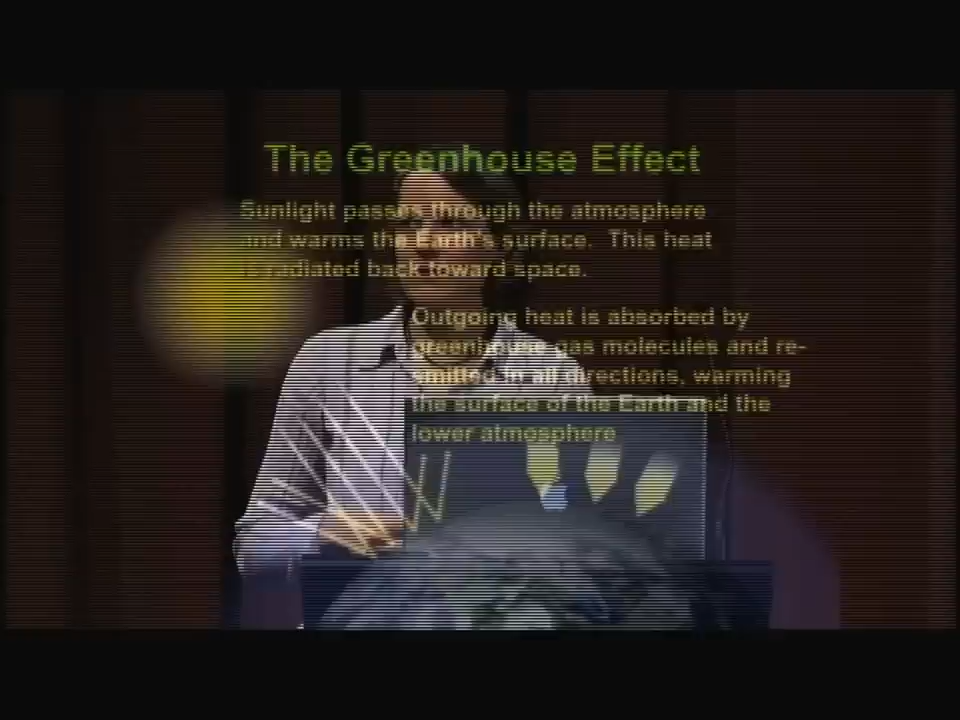 The Greenhouse Effect
Sunlight passes through the atmosphere
and warms the Earth's surface.  This heat
is radiated back toward space.
Outgoing heat is absorbed by
greenhouse gas molecules and re-
emitted in all directions, warming
the surface of the Earth and the
lower atmosphere